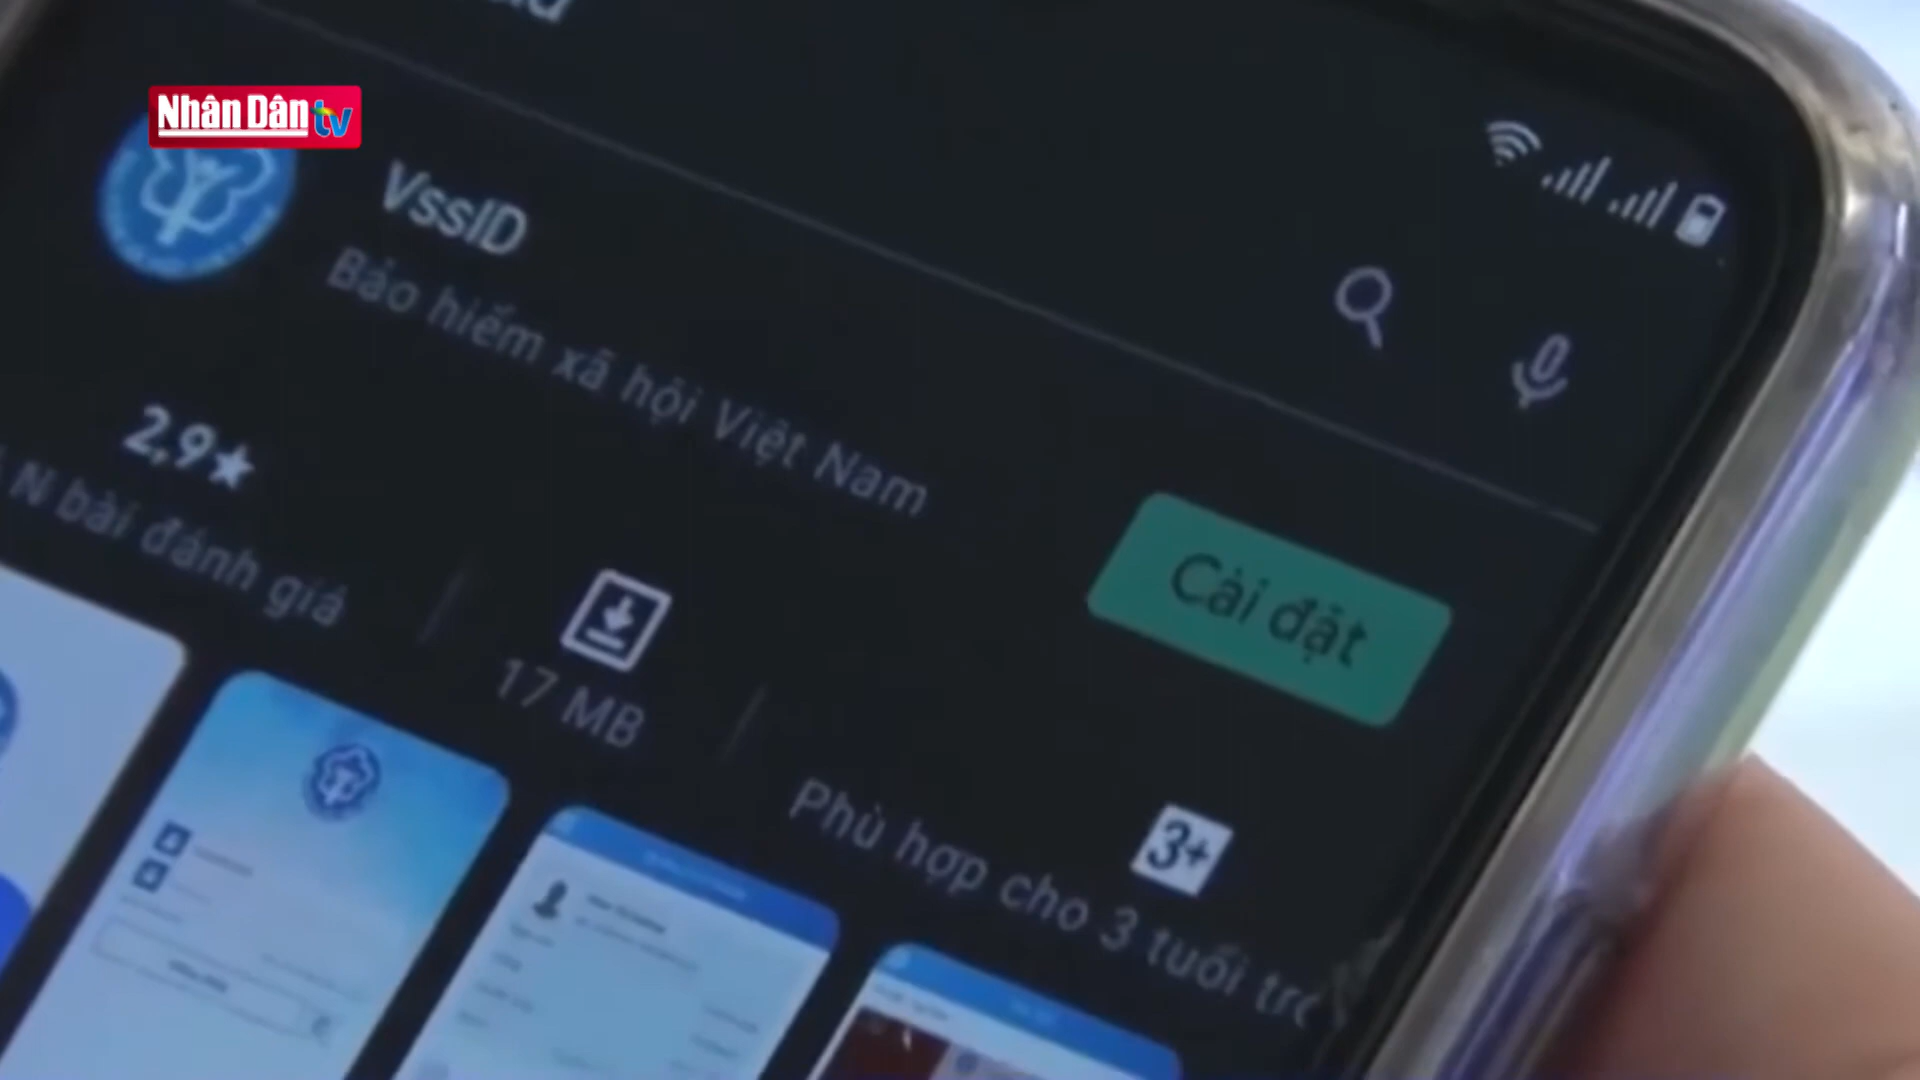 Nhân Dân tv
VssID
Bảo hiểm xã hội Việt Nam
2,9★
N bài đánh giá
17 MB
Cài đặt
3+
Phù hợp cho 3 tuổi trở